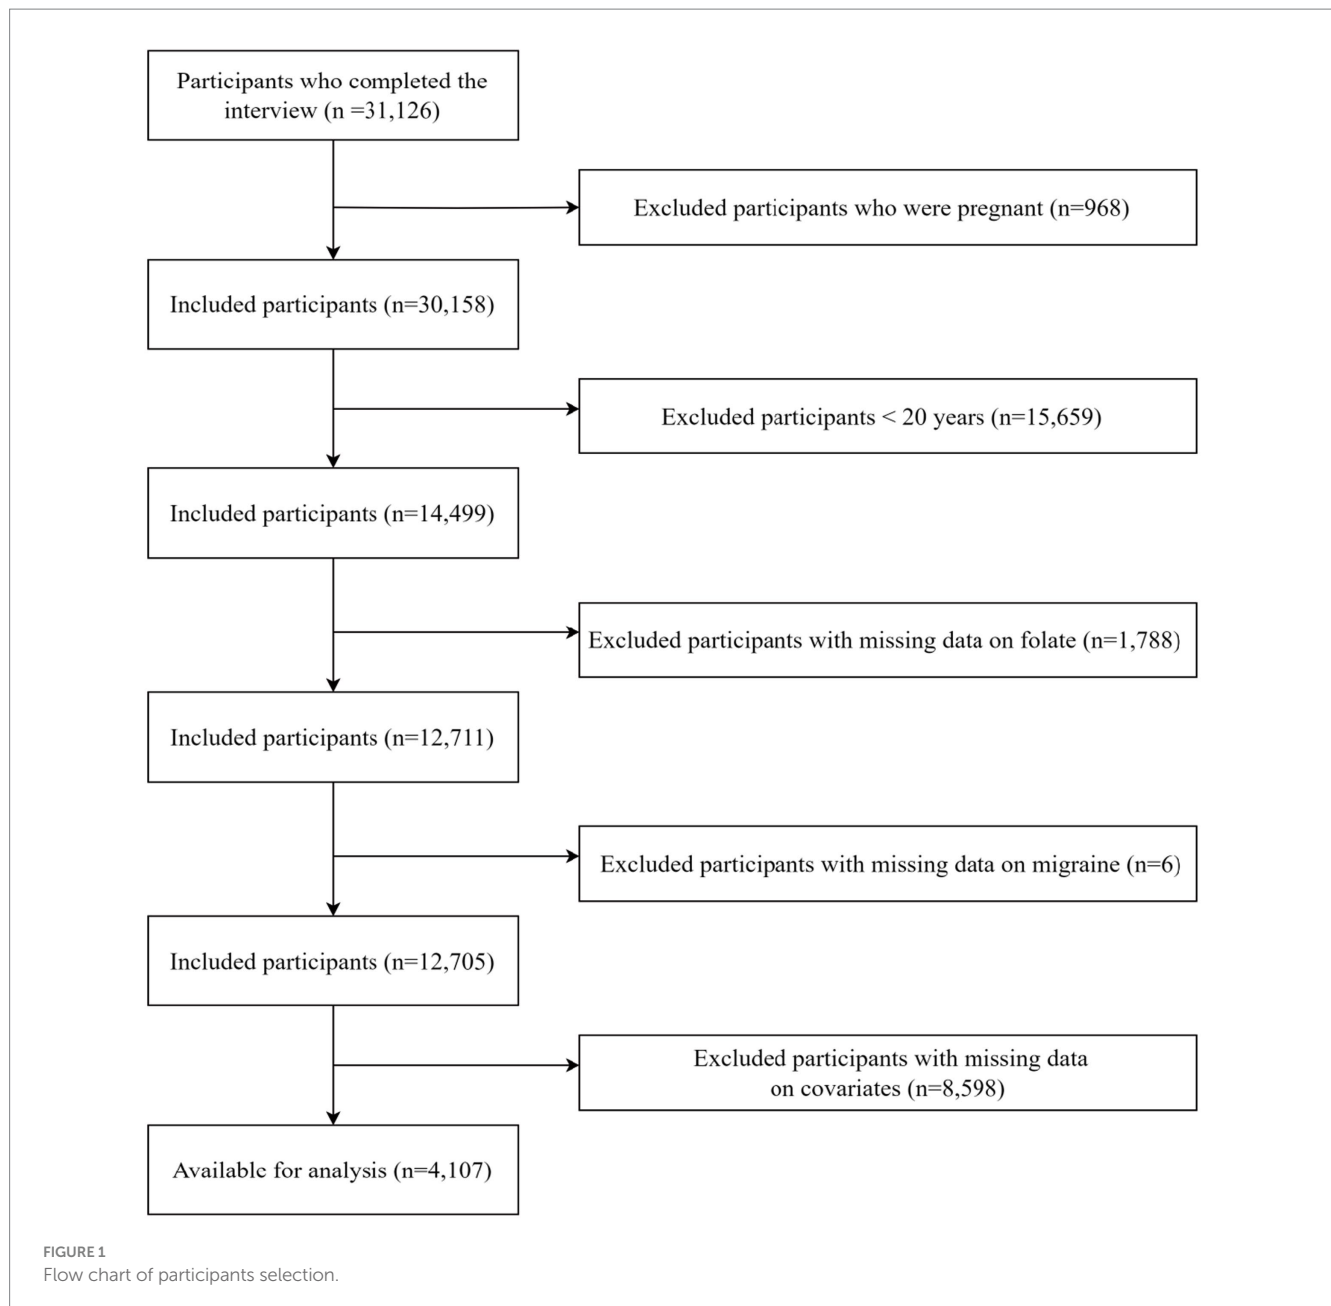 Participants who completed the
interview (n =31,126)
Excluded participants who were pregnant (n=968)
Included participants (n=30,158)
Excluded participants < 20 years (n=15,659)
Included participants (n=14,499)
Excluded participants with missing data on folate (n=1,788)
Included participants (n=12,711)
Excluded participants with missing data on migraine (n=6)
Included participants (n=12,705)
Excluded participants with missing data
on covariates (n=8,598)
Available for analysis (n=4,107)
FIGURE 1
Flow chart of participants selection.